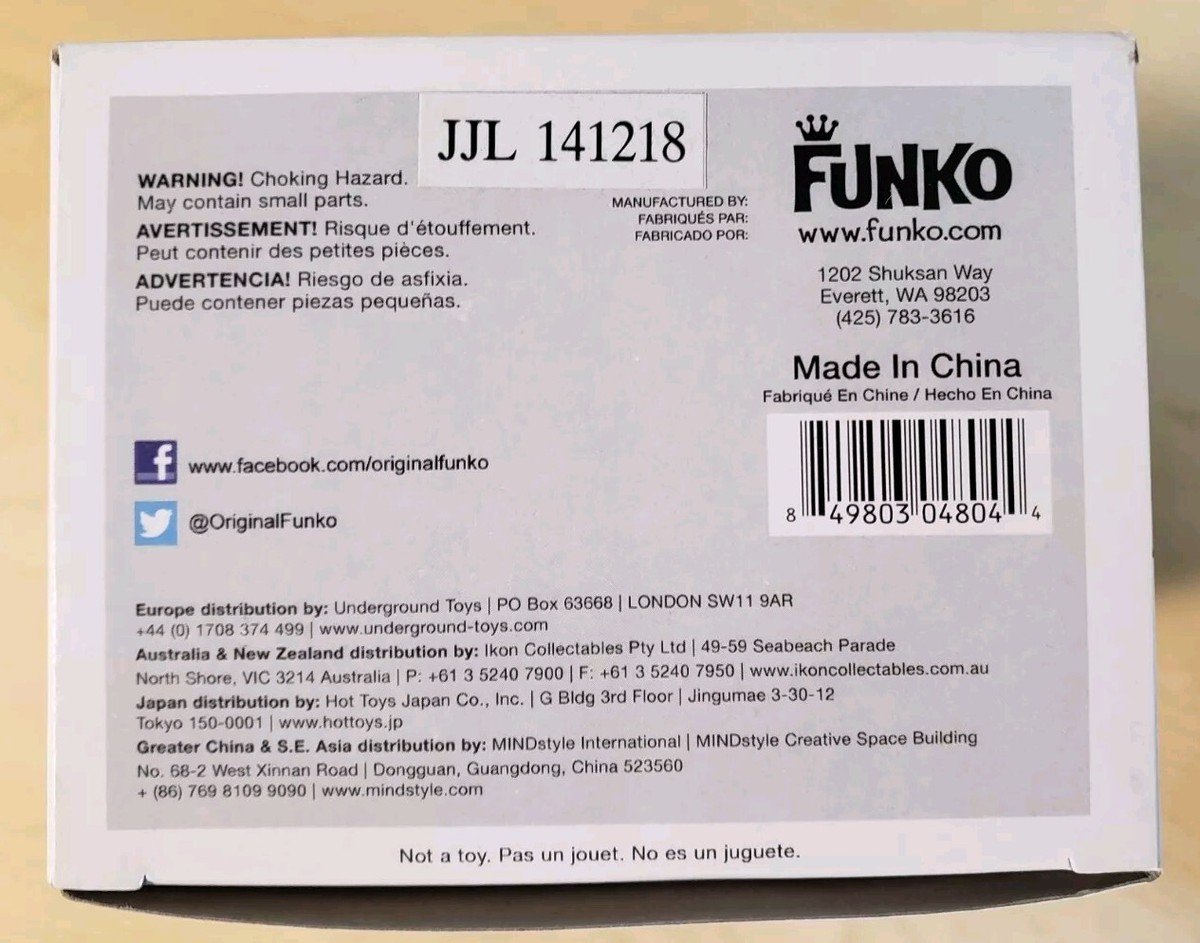 JJL 141218
WARNING! Choking Hazard.
May contain small parts.
AVERTISSEMENT! Risque d'étouffement.
Peut contenir des petites pièces.
ADVERTENCIA! Riesgo de asfixia.
Puede contener piezas pequeñas.
MANUFACTURED BY:
FABRIQUÉS PAR:
FABRICADO POR:
FUNKO
www.funko.com
1202 Shuksan Way
Everett, WA 98203
(425) 783-3616
Made In China
Fabriqué En Chine / Hecho En China
8 49803 04804 4
f www.facebook.com/originalfunko
@OriginalFunko
Europe distribution by: Underground Toys | PO Box 63668 | LONDON SW11 9AR
+44 (0) 1708 374 499 | www.underground-toys.com
Australia & New Zealand distribution by: Ikon Collectables Pty Ltd | 49-59 Seabeach Parade
North Shore, VIC 3214 Australia | P: +61 3 5240 7900 | F: +61 3 5240 7950 | www.ikoncollectables.com.au
Japan distribution by: Hot Toys Japan Co., Inc. | G Bldg 3rd Floor | Jingumae 3-30-12
Tokyo 150-0001 | www.hottoys.jp
Greater China & S.E. Asia distribution by: MINDstyle International | MINDstyle Creative Space Building
No. 68-2 West Xinnan Road | Dongguan, Guangdong, China 523560
+ (86) 769 8109 9090 | www.mindstyle.com
Not a toy. Pas un jouet. No es un juguete.